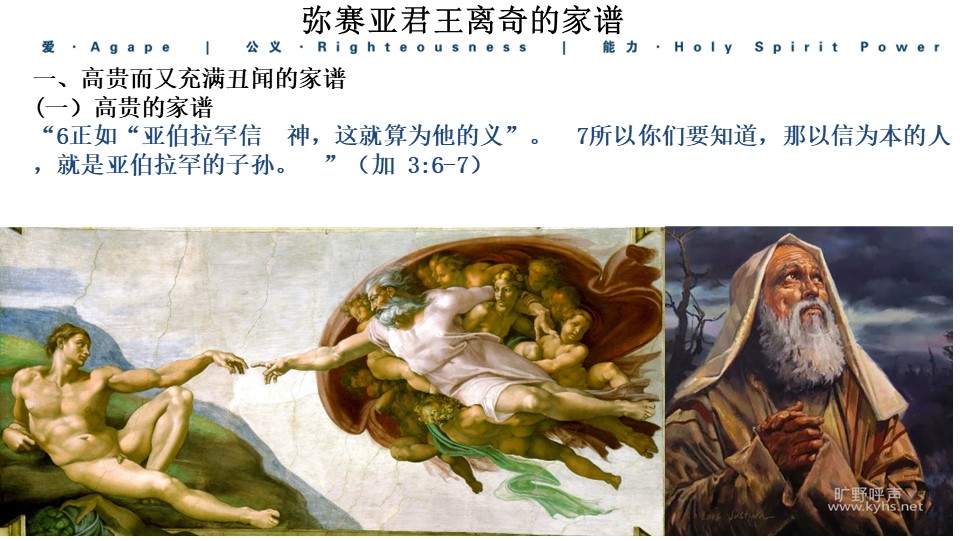 弥赛亚君王离奇的家谱
爱 · Agape | 公义 · Righteousness | 能力 · Holy Spirit Power
一、高贵而又充满丑闻的家谱
(一）高贵的家谱
“6正如“亚伯拉罕信　神，这就算为他的义”。　7所以你们要知道，那以信为本的人
，就是亚伯拉罕的子孙。　”（加 3:6-7）
旷野呼声
www.kyhs.net